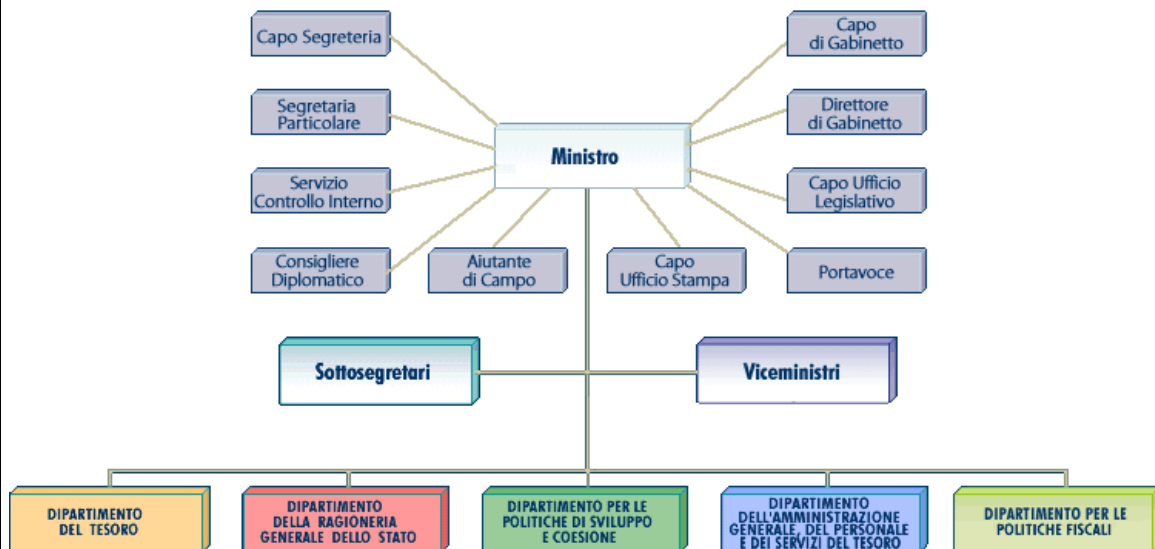 Capo Segreteria
Capo
di Gabinetto
Segretaria
Particolare
Direttore
di Gabinetto
Ministro
Servizio
Controllo Interno
Capo Ufficio
Legislativo
Consigliere
Diplomatico
Aiutante
di Campo
Capo
Ufficio Stampa
Portavoce
Sottosegretari
Viceministri
DIPARTIMENTO
DEL TESORO
DIPARTIMENTO
DELLA RAGIONERIA
GENERALE DELLO STATO
DIPARTIMENTO PER LE
POLITICHE DI SVILUPPO
E COESIONE
DIPARTIMENTO
DELL'AMMINISTRAZIONE
GENERALE, DEL PERSONALE
E DEI SERVIZI DEL TESORO
DIPARTIMENTO PER LE
POLITICHE FISCALI